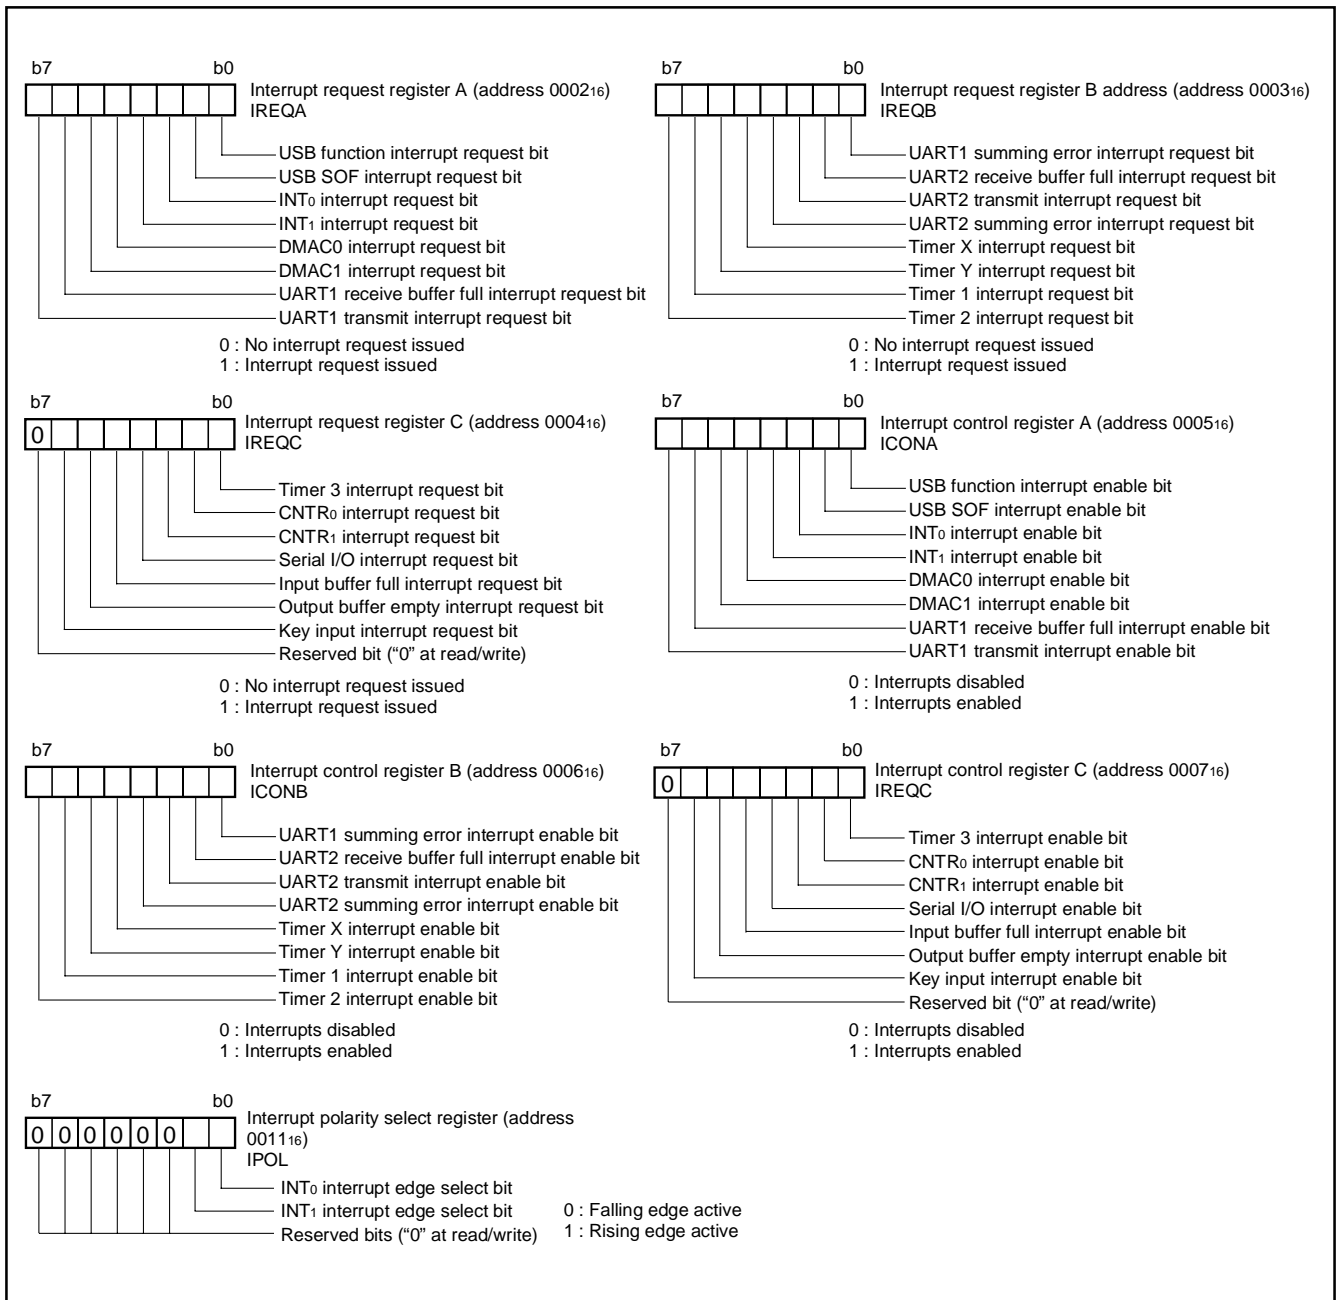 b7 b0
Interrupt request register A (address 0002₁₆)
IREQA
USB function interrupt request bit
USB SOF interrupt request bit
INT₀ interrupt request bit
INT₁ interrupt request bit
DMAC0 interrupt request bit
DMAC1 interrupt request bit
UART1 receive buffer full interrupt request bit
UART1 transmit interrupt request bit
0 : No interrupt request issued
1 : Interrupt request issued
b7 b0
Interrupt request register B address (address 0003₁₆)
IREQB
UART1 summing error interrupt request bit
UART2 receive buffer full interrupt request bit
UART2 transmit interrupt request bit
UART2 summing error interrupt request bit
Timer X interrupt request bit
Timer Y interrupt request bit
Timer 1 interrupt request bit
Timer 2 interrupt request bit
0 : No interrupt request issued
1 : Interrupt request issued
b7 b0
0
Interrupt request register C (address 0004₁₆)
IREQC
Timer 3 interrupt request bit
CNTR₀ interrupt request bit
CNTR₁ interrupt request bit
Serial I/O interrupt request bit
Input buffer full interrupt request bit
Output buffer empty interrupt request bit
Key input interrupt request bit
Reserved bit (“0” at read/write)
0 : No interrupt request issued
1 : Interrupt request issued
b7 b0
Interrupt control register A (address 0005₁₆)
ICONA
USB function interrupt enable bit
USB SOF interrupt enable bit
INT₀ interrupt enable bit
INT₁ interrupt enable bit
DMAC0 interrupt enable bit
DMAC1 interrupt enable bit
UART1 receive buffer full interrupt enable bit
UART1 transmit interrupt enable bit
0 : Interrupts disabled
1 : Interrupts enabled
b7 b0
Interrupt control register B (address 0006₁₆)
ICONB
UART1 summing error interrupt enable bit
UART2 receive buffer full interrupt enable bit
UART2 transmit interrupt enable bit
UART2 summing error interrupt enable bit
Timer X interrupt enable bit
Timer Y interrupt enable bit
Timer 1 interrupt enable bit
Timer 2 interrupt enable bit
0 : Interrupts disabled
1 : Interrupts enabled
b7 b0
0
Interrupt control register C (address 0007₁₆)
IREQC
Timer 3 interrupt enable bit
CNTR₀ interrupt enable bit
CNTR₁ interrupt enable bit
Serial I/O interrupt enable bit
Input buffer full interrupt enable bit
Output buffer empty interrupt enable bit
Key input interrupt enable bit
Reserved bit (“0” at read/write)
0 : Interrupts disabled
1 : Interrupts enabled
b7 b0
0 0 0 0 0 0
Interrupt polarity select register (address
0011₁₆)
IPOL
INT₀ interrupt edge select bit
INT₁ interrupt edge select bit
Reserved bits (“0” at read/write)
0 : Falling edge active
1 : Rising edge active